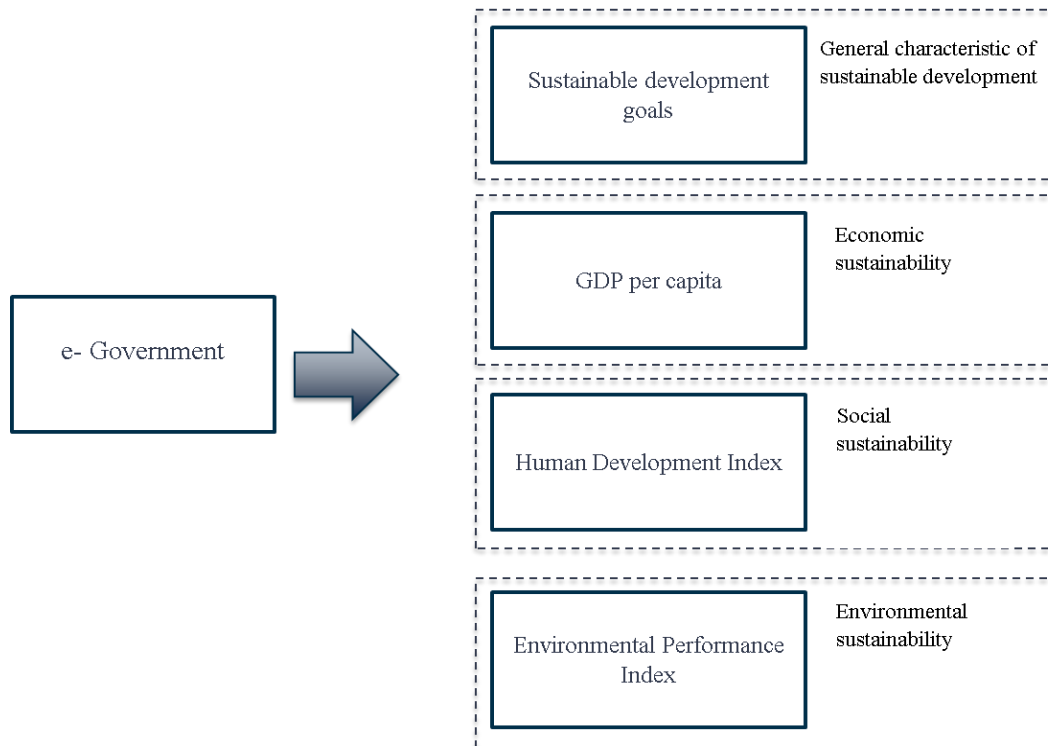 Sustainable development
goals
General characteristic of
sustainable development
GDP per capita
Economic
sustainability
e- Government
Human Development Index
Social
sustainability
Environmental Performance
Index
Environmental
sustainability